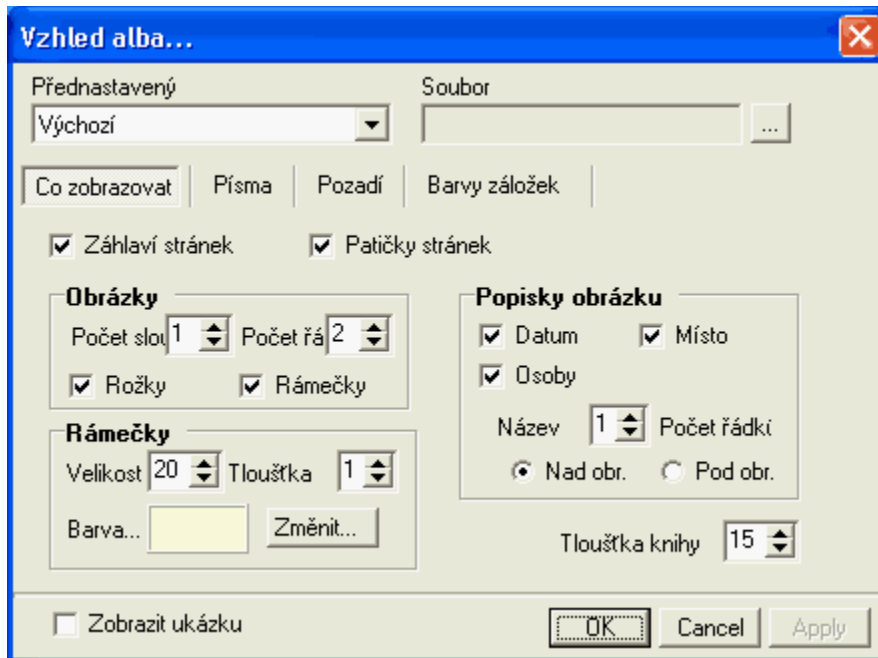 Vzhled alba...
Přednastavený Soubor
Výchozí ...
Co zobrazovat Písma Pozadí Barvy záložek
Záhlaví stránek Patičky stránek
Obrázky
Počet slou 1 Počet řá 2
Rožky Rámečky
Rámečky
Velikost 20 Tloušťka 1
Barva... Změnit...
Popisky obrázku
Datum Místo
Osoby
Název 1 Počet řádků
Nad obr. Pod obr.
Tloušťka knihy 15
Zobrazit ukázku OK Cancel Apply